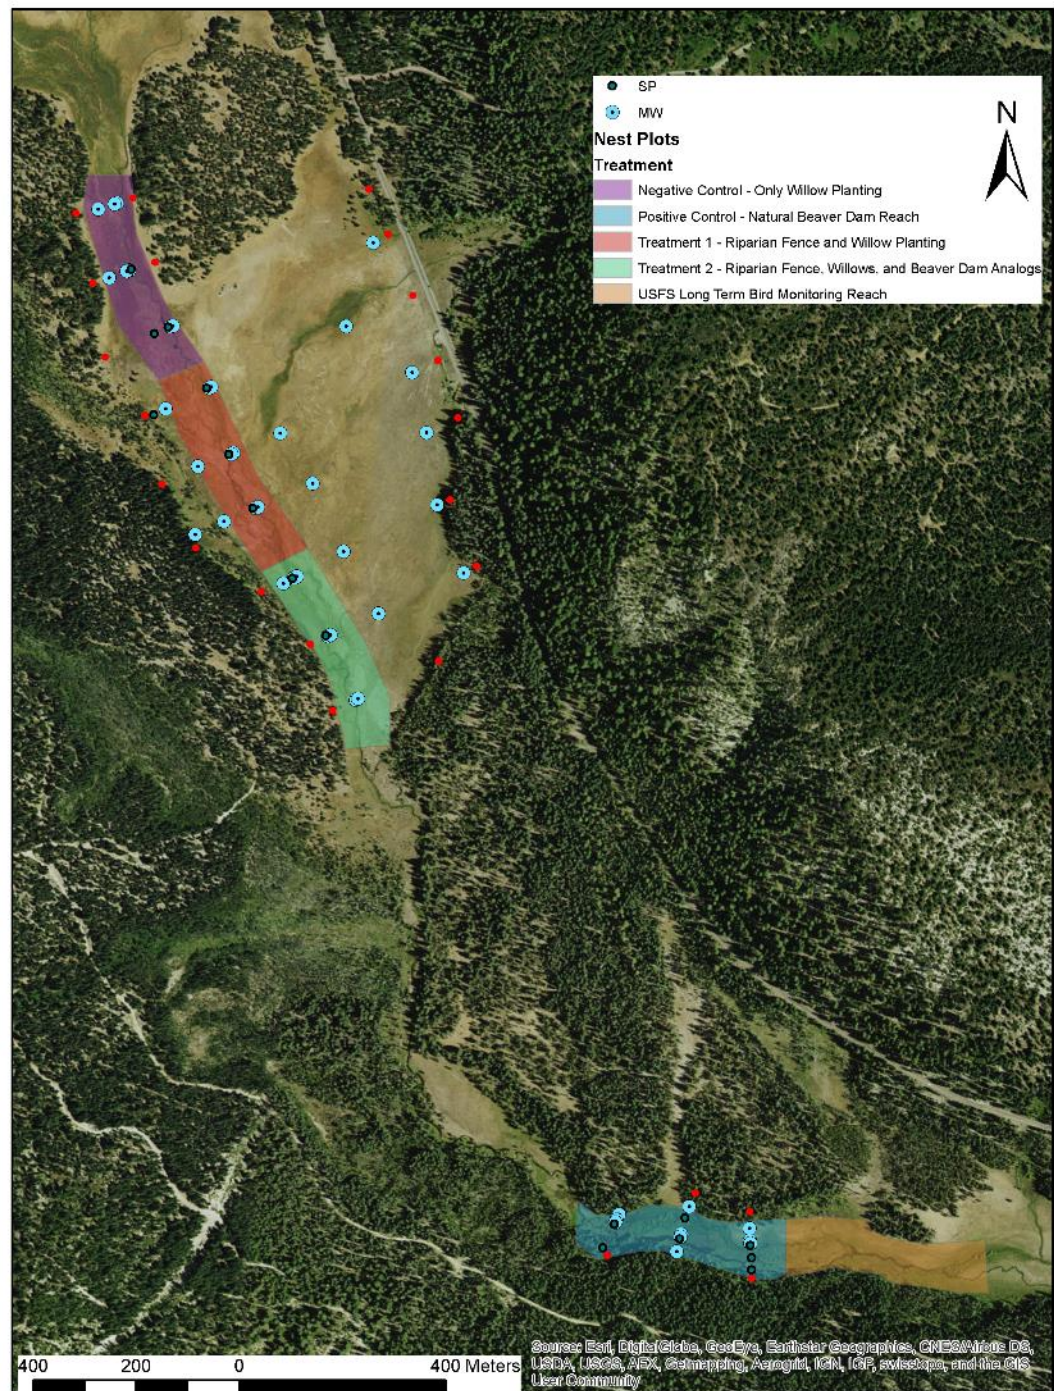 SP
MW
Nest Plots
Treatment
Negative Control - Only Willow Planting
Positive Control - Natural Beaver Dam Reach
Treatment 1 - Riparian Fence and Willow Planting
Treatment 2 - Riparian Fence, Willows, and Beaver Dam Analogs
USFS Long Term Bird Monitoring Reach
N
400 200 0 400 Meters
Source: Esri, DigitalGlobe, GeoEye, Earthstar Geographics, CNES/Airbus DS,
USDA, USGS, AEX, Getmapping, Aerogrid, IGN, IGP, swisstopo, and the GIS
User Community